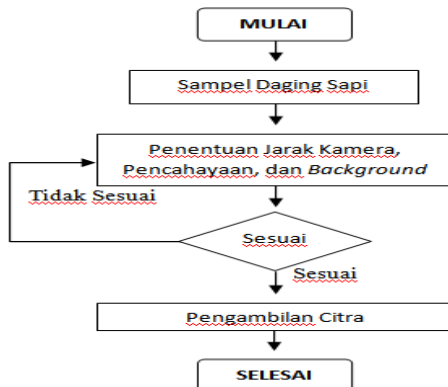 MULAI
Sampel Daging Sapi
Penentuan Jarak Kamera,
Pencahayaan, dan Background
Tidak Sesuai
Sesuai
Sesuai
Pengambilan Citra
SELESAI